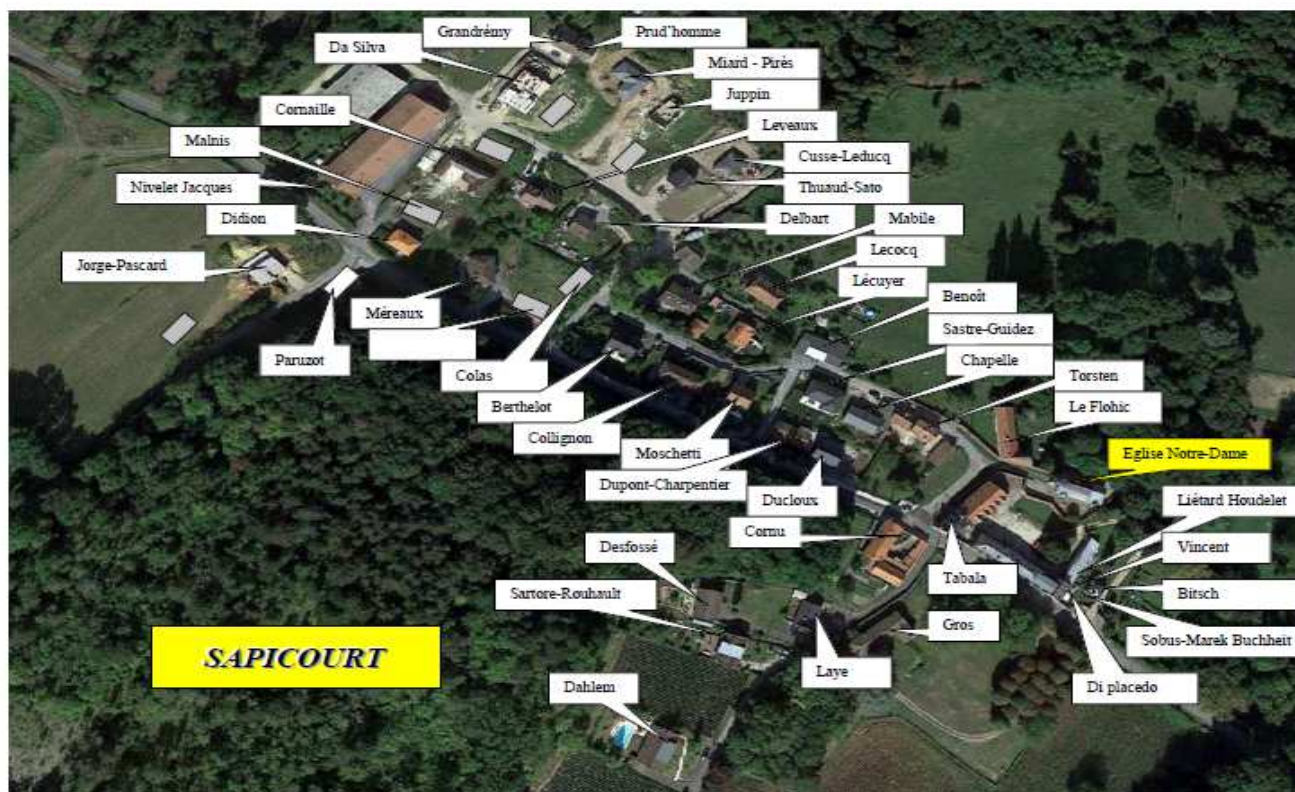 Grandrémy
Prud'homme
Da Silva
Miard - Pirès
Juppin
Cornaille
Leveaux
Malnis
Cusse-Leducq
Nivelet Jacques
Thuaud-Sato
Didion
Delbart
Mabile
Jorge-Pascard
Lecocq
Lécuyer
Méreaux
Benoît
Sastre-Guidez
Paruzot
Colas
Chapelle
Torsten
Berthelot
Le Flohic
Collignon
Moschetti
Eglise Notre-Dame
Dupont-Charpentier
Ducloux
Liétard Houdelet
Cornu
Vincent
Desfossé
Tabala
Bitsch
Sartore-Rouhault
Gros
Sobus-Marek Buchheit
SAPICOURT
Laye
Di placedo
Dahlem